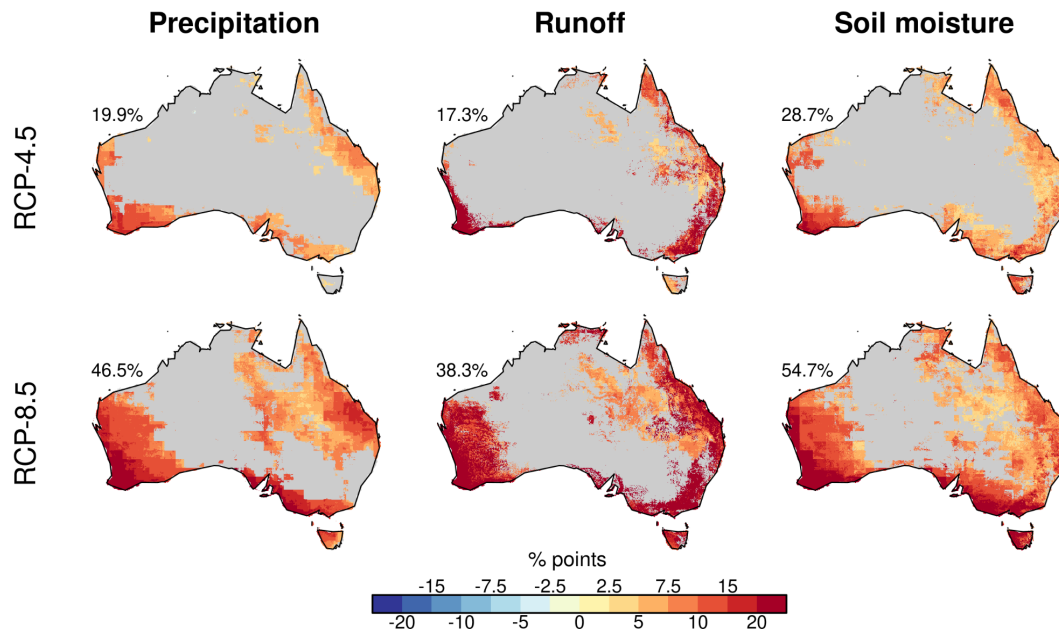 Precipitation Runoff Soil moisture
RCP-4.5
19.9% 17.3% 28.7%
RCP-8.5
46.5% 38.3% 54.7%
% points
-15 -7.5 -2.5 2.5 7.5 15
-20 -10 -5 0 5 10 20